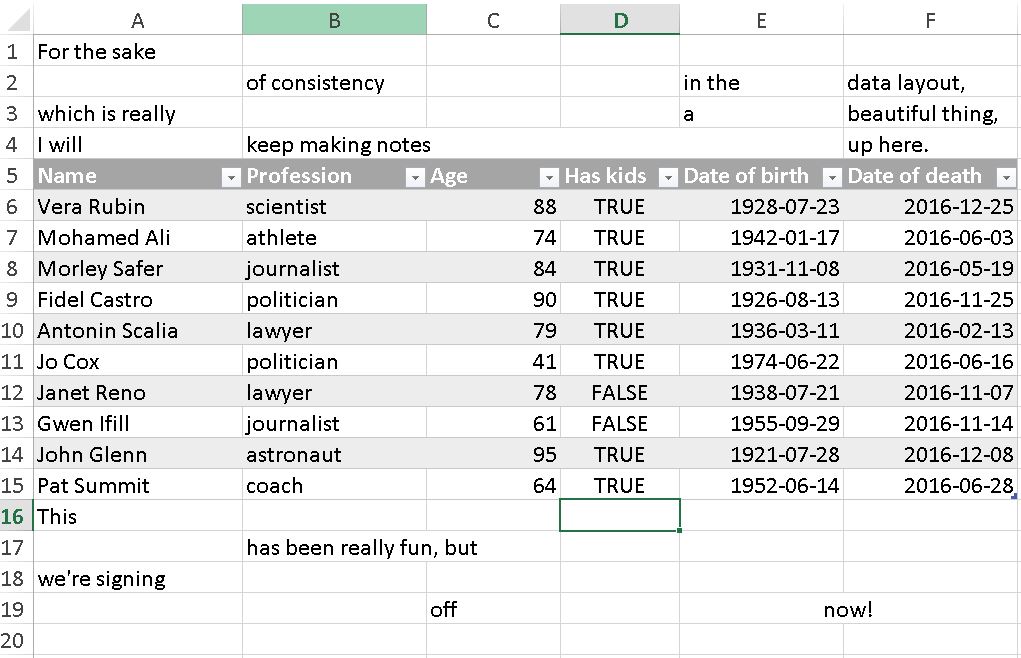 A B C D E F
1 For the sake
2 of consistency in the data layout,
3 which is really a beautiful thing,
4 I will keep making notes up here.
5 Name Profession Age Has kids Date of birth Date of death
6 Vera Rubin scientist 88 TRUE 1928-07-23 2016-12-25
7 Mohamed Ali athlete 74 TRUE 1942-01-17 2016-06-03
8 Morley Safer journalist 84 TRUE 1931-11-08 2016-05-19
9 Fidel Castro politician 90 TRUE 1926-08-13 2016-11-25
10 Antonin Scalia lawyer 79 TRUE 1936-03-11 2016-02-13
11 Jo Cox politician 41 TRUE 1974-06-22 2016-06-16
12 Janet Reno lawyer 78 FALSE 1938-07-21 2016-11-07
13 Gwen Ifill journalist 61 FALSE 1955-09-29 2016-11-14
14 John Glenn astronaut 95 TRUE 1921-07-28 2016-12-08
15 Pat Summit coach 64 TRUE 1952-06-14 2016-06-28
16 This
17 has been really fun, but
18 we're signing
19 off now!
20